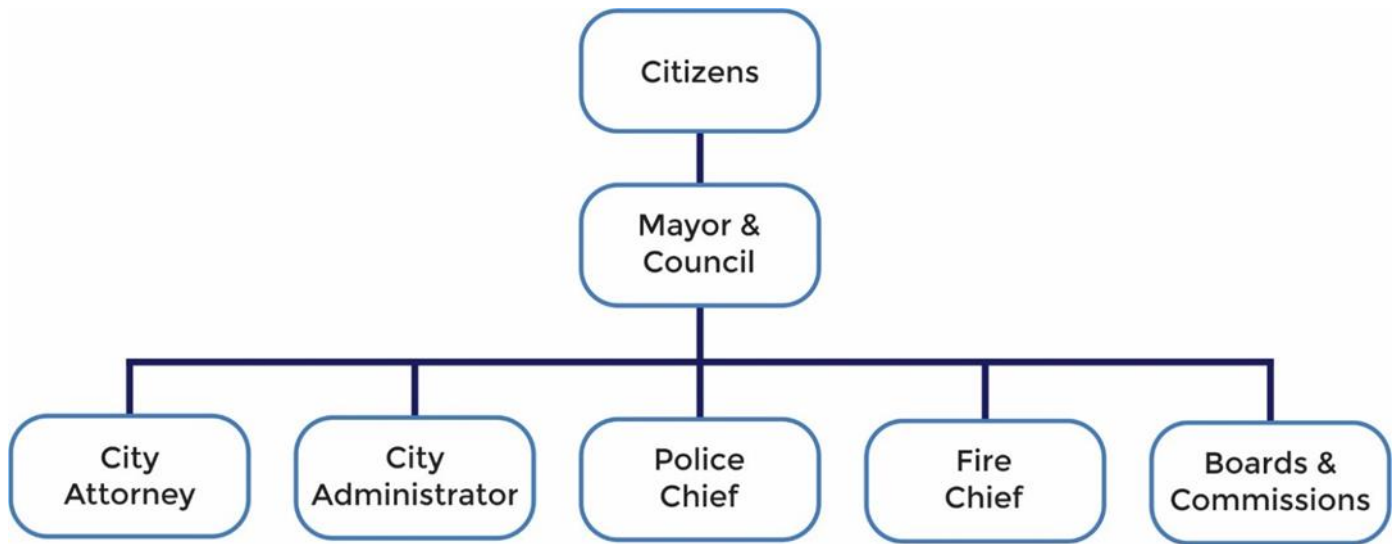 Citizens
Mayor &
Council
City
Attorney
City
Administrator
Police
Chief
Fire
Chief
Boards &
Commissions